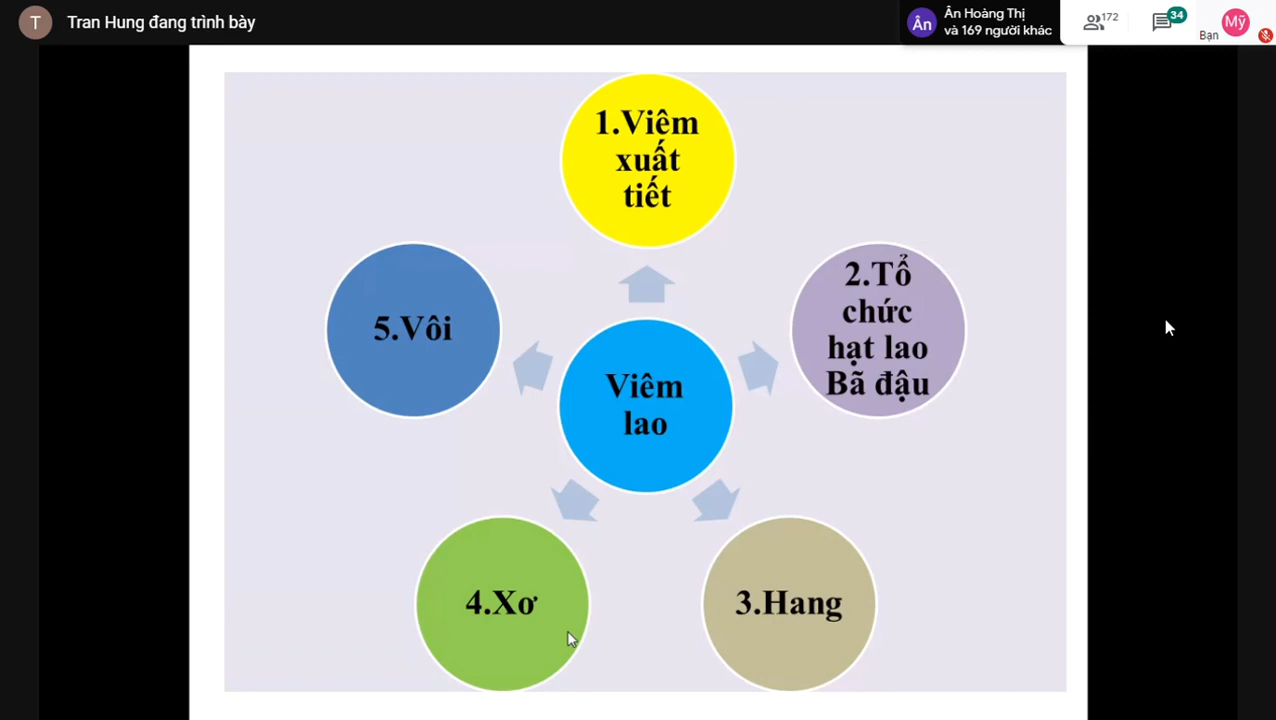 T
Tran Hung đang trình bày
Ân
Ân Hoàng Thị
và 169 người khác
172
34
Bạn
Mỹ
1.Viêm
xuất
tiết
2.Tổ
chức
hạt lao
Bã đậu
5.Vôi
Viêm
lao
4.Xơ
3.Hang